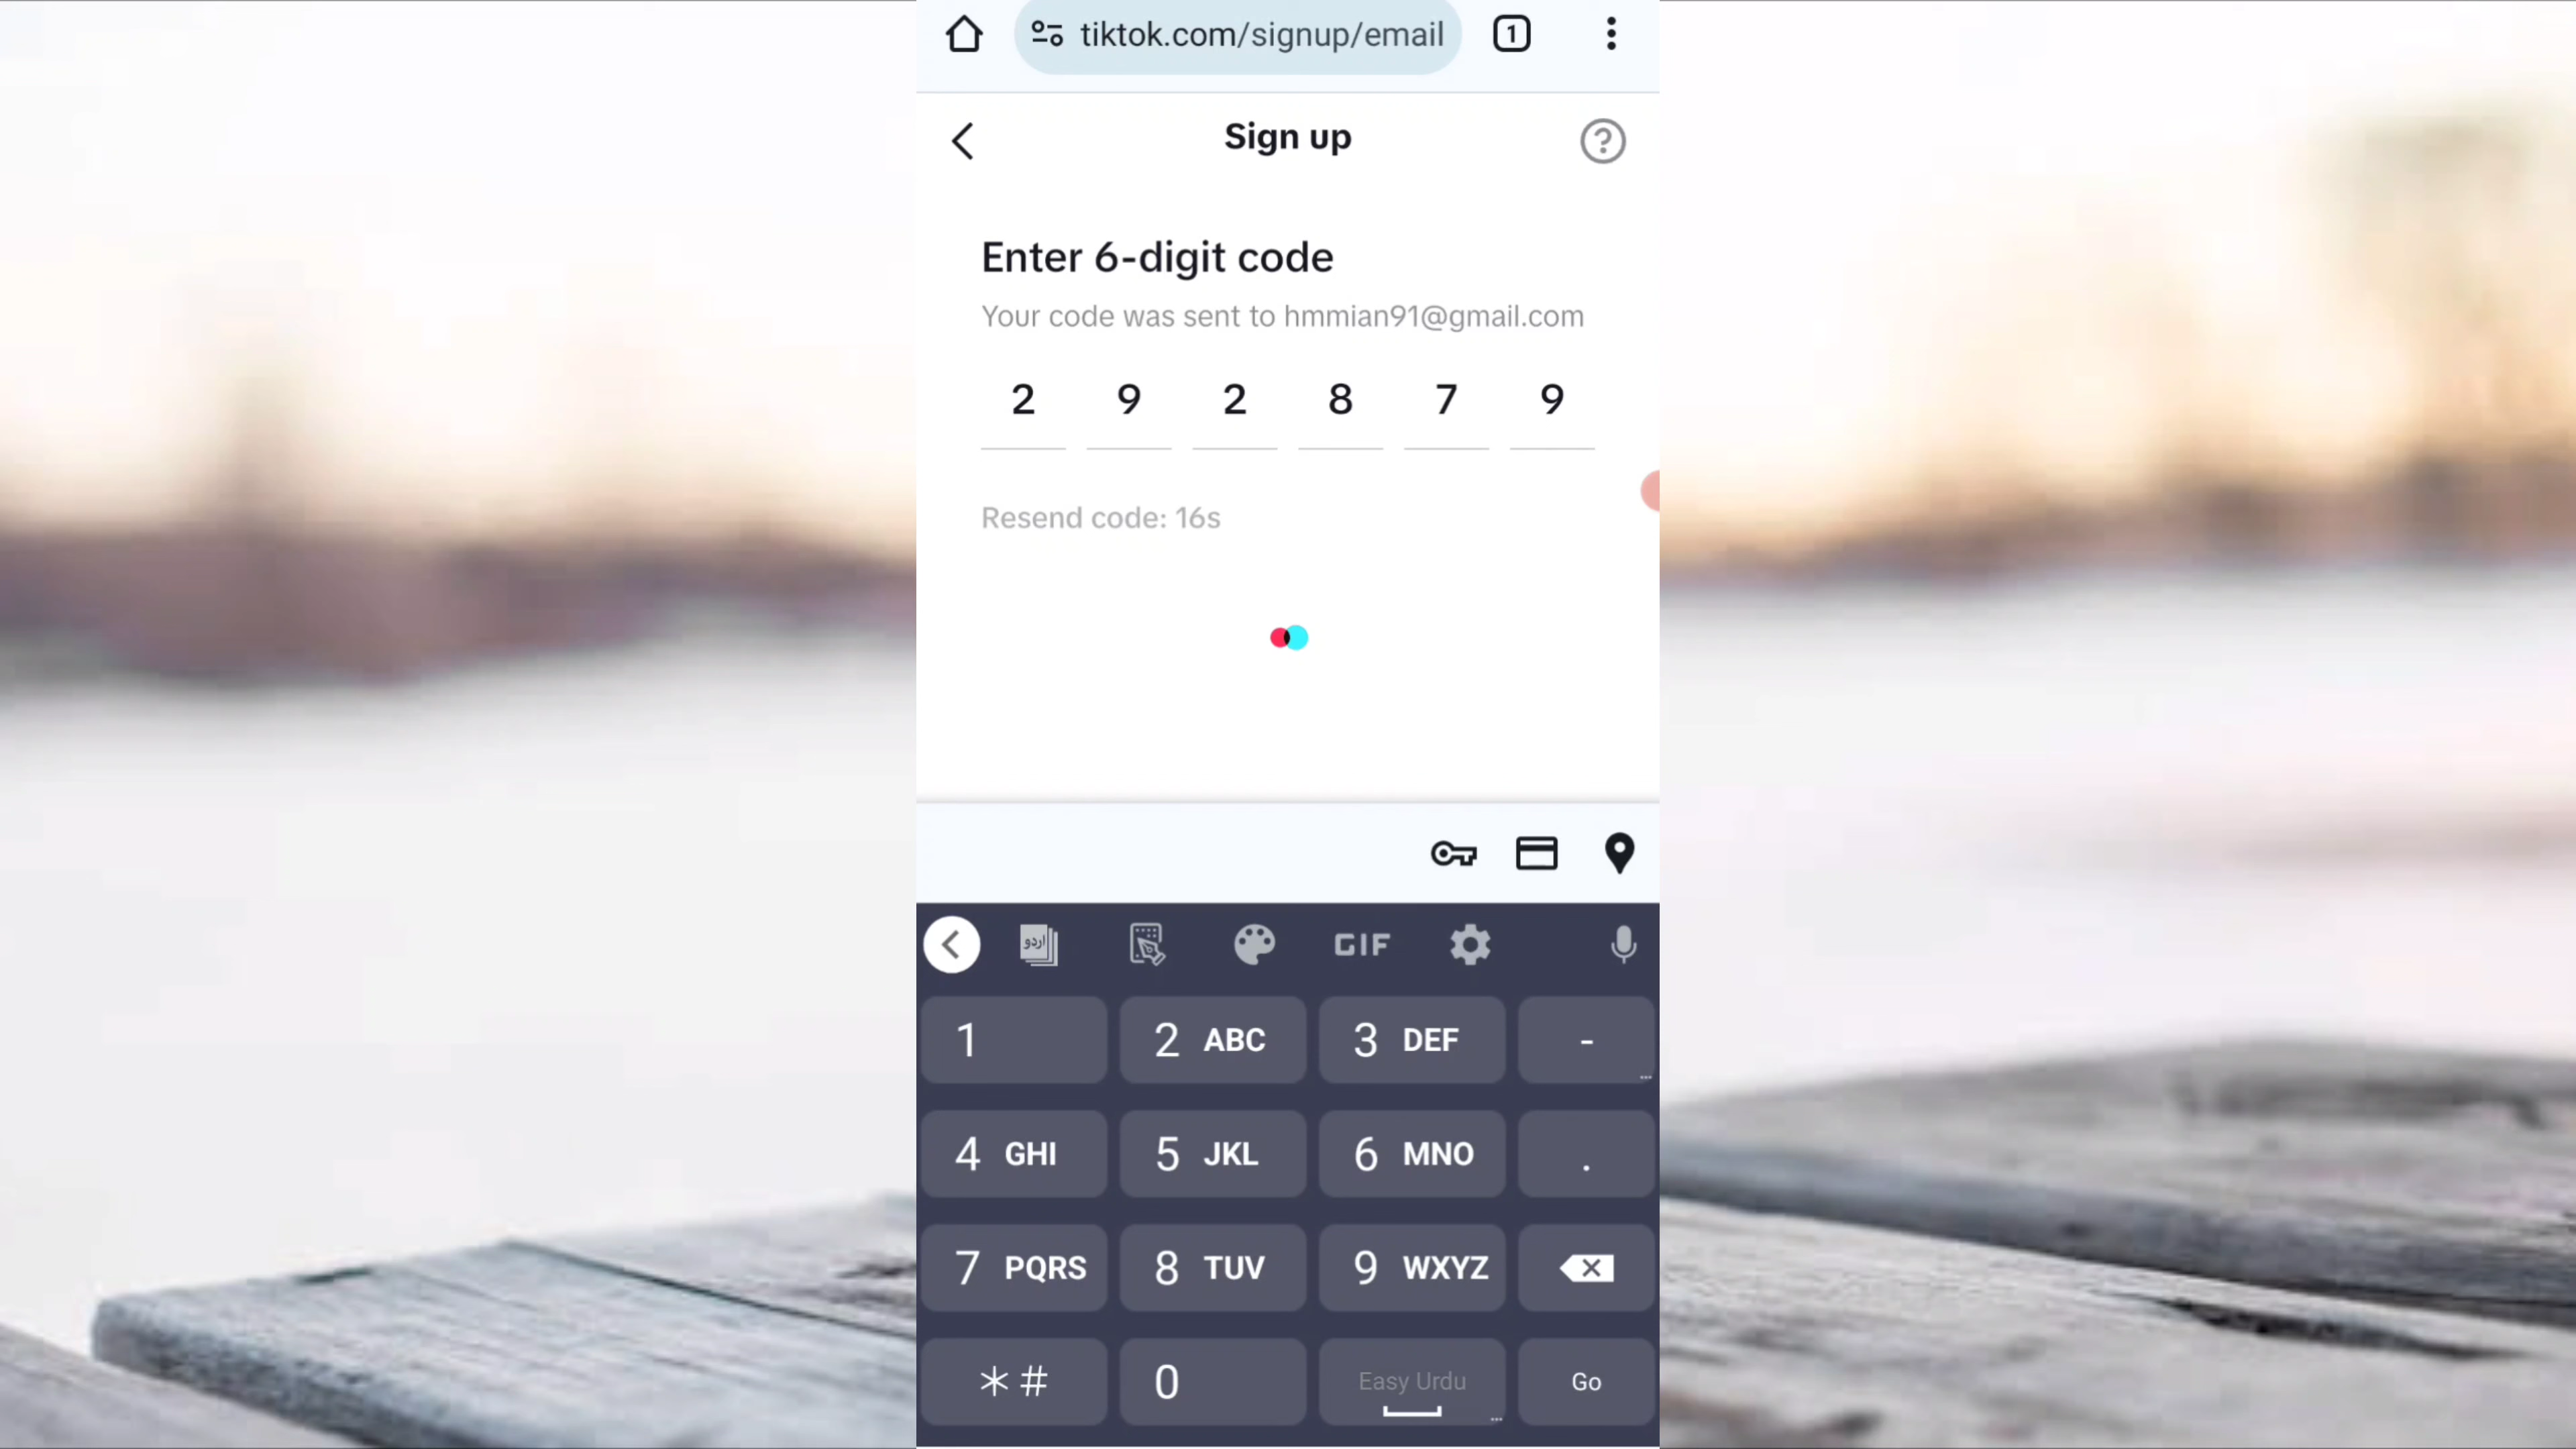 tiktok.com/signup/email
1
Sign up
?
Enter 6-digit code
Your code was sent to hmmian91@gmail.com
2 9 2 8 7 9
Resend code: 16s
اردو
GIF
1
2 ABC
3 DEF
-
4 GHI
5 JKL
6 MNO
.
7 PQRS
8 TUV
9 WXYZ
*#
0
Easy Urdu
Go